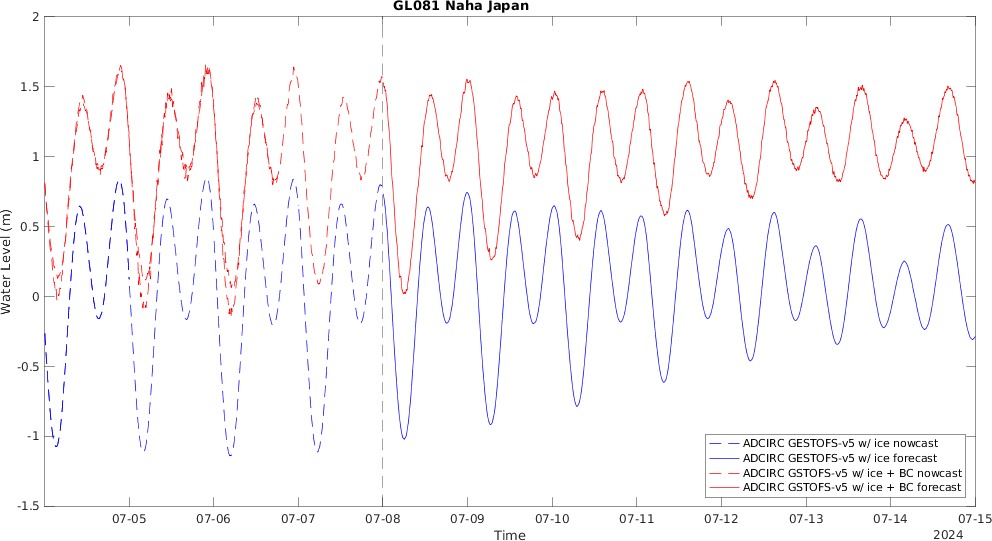 GL081 Naha Japan
2
1.5
1
0.5
0
-0.5
-1
-1.5
Water Level (m)
07-05 07-06 07-07 07-08 07-09 07-10 07-11 07-12 07-13 07-14 07-15
Time
2024
ADCIRC GESTOFS-v5 w/ ice nowcast
ADCIRC GESTOFS-v5 w/ ice forecast
ADCIRC GSTOFS-v5 w/ ice + BC nowcast
ADCIRC GSTOFS-v5 w/ ice + BC forecast